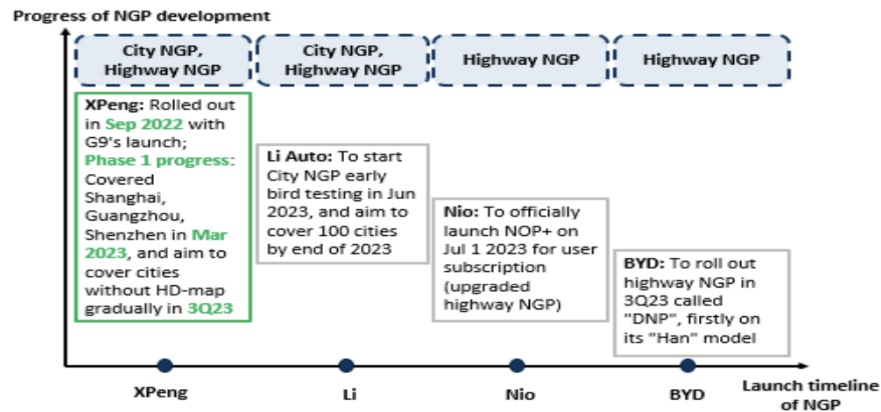 Progress of NGP development
City NGP,
Highway NGP
City NGP,
Highway NGP
Highway NGP
Highway NGP
XPeng: Rolled out
in Sep 2022 with
G9's launch;
Phase 1 progress:
Covered
Shanghai,
Guangzhou,
Shenzhen in Mar
2023, and aim to
cover cities
without HD-map
gradually in 3Q23
Li Auto: To start
City NGP early
bird testing in Jun
2023, and aim to
cover 100 cities
by end of 2023
Nio: To officially
launch NOP+ on
Jul 1 2023 for user
subscription
(upgraded
highway NGP)
BYD: To roll out
highway NGP in
3Q23 called
"DNP", firstly on
its "Han" model
XPeng
Li
Nio
BYD
Launch timeline
of NGP